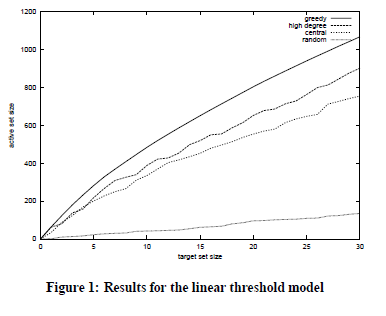 1200
greedy
high degree
central
random
1000
800
600
400
200
0
active set size
0 5 10 15 20 25 30
target set size
Figure 1: Results for the linear threshold model